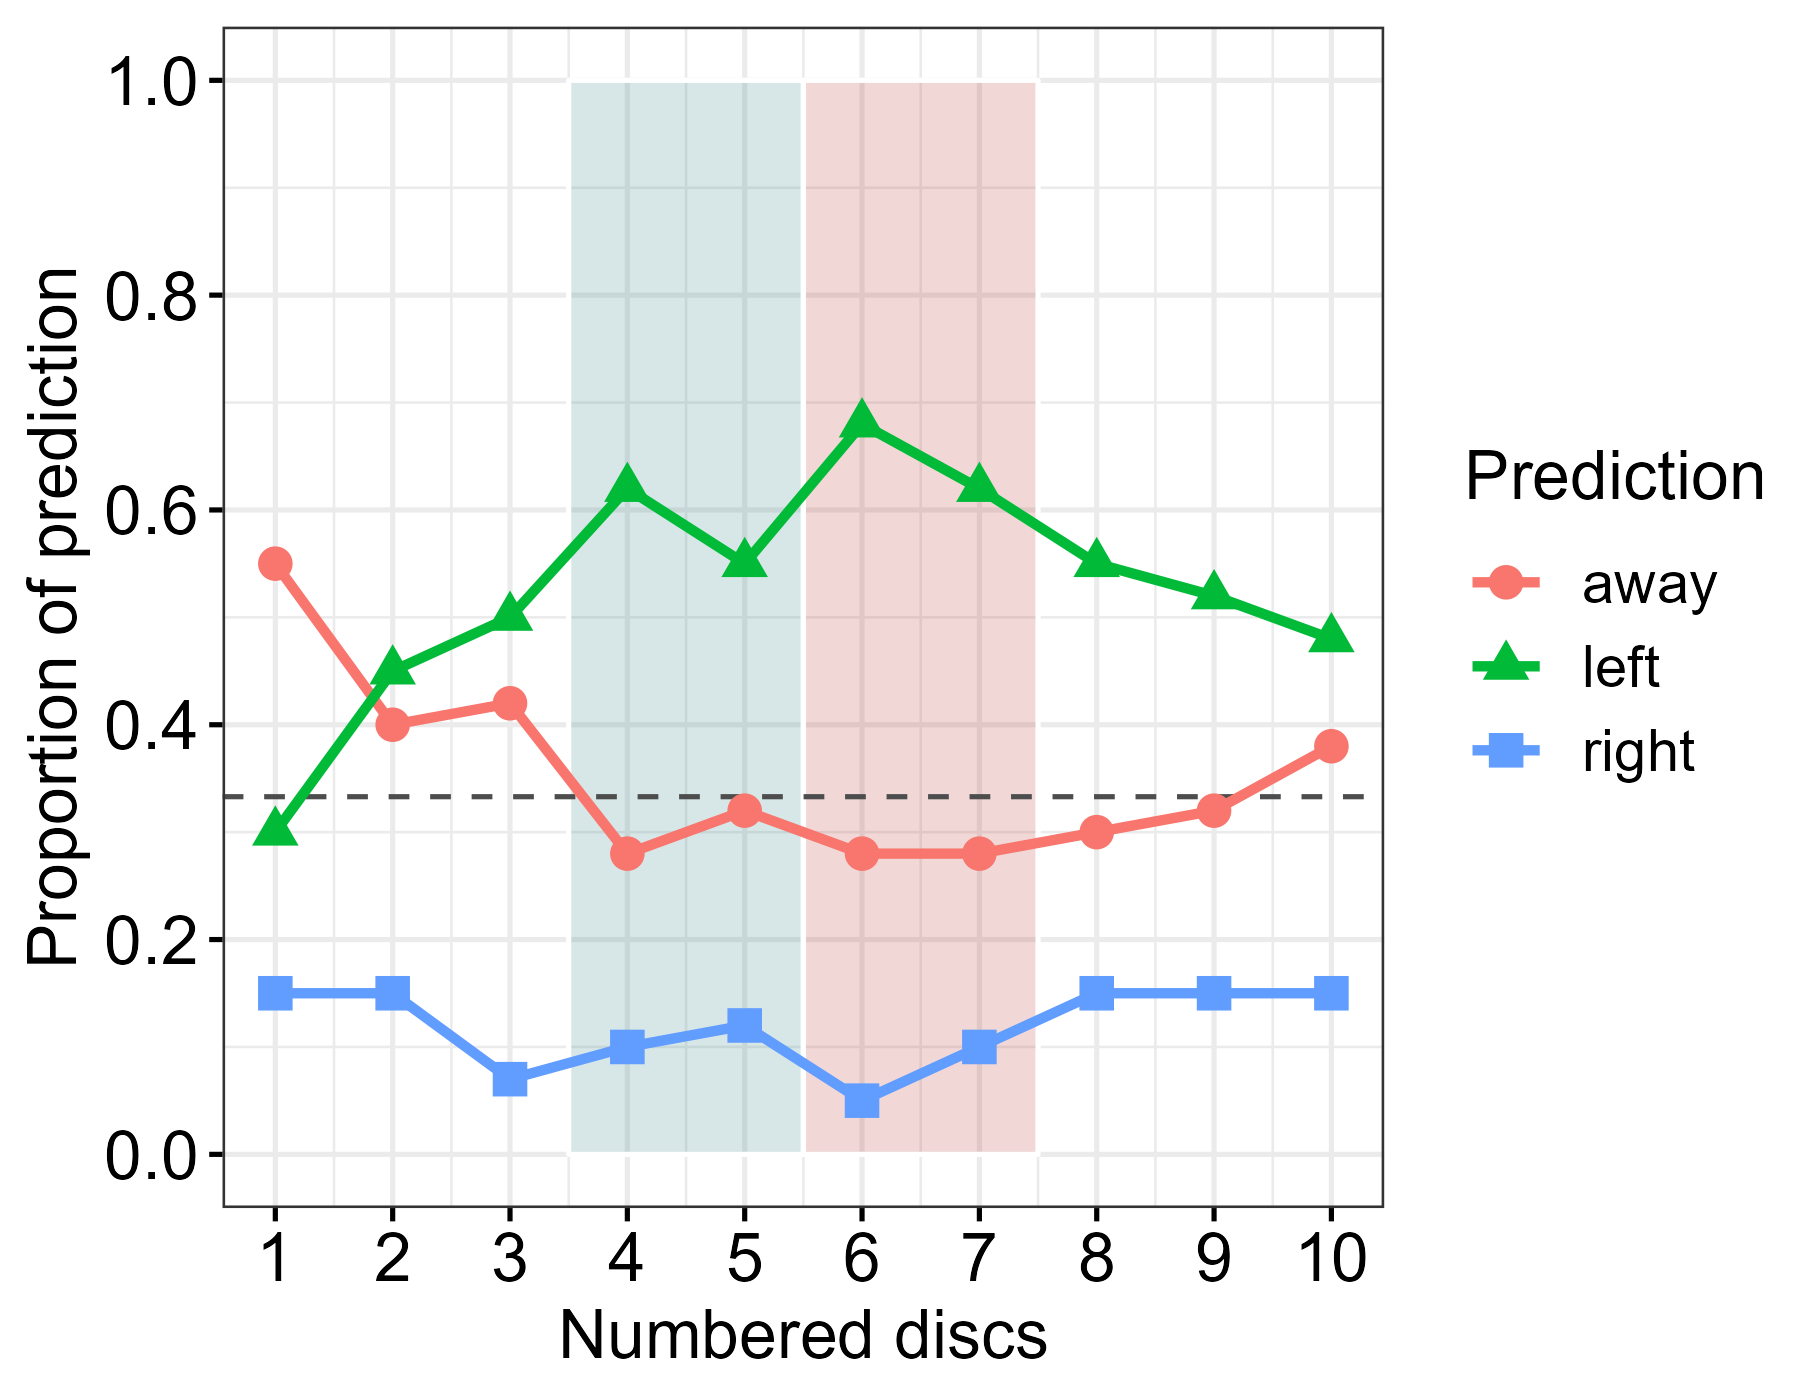 Proportion of prediction
1.0
0.8
0.6
0.4
0.2
0.0
1 2 3 4 5 6 7 8 9 10
Numbered discs
Prediction
away
left
right